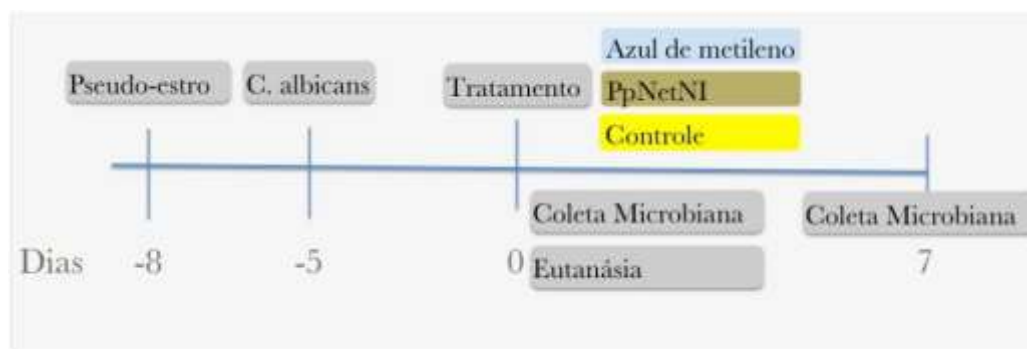 Azul de metileno
Pseudo-estro
C. albicans
Tratamento
PpNetNI
Controle
Coleta Microbiana
Coleta Microbiana
Dias
-8
-5
0
Eutanásia
7